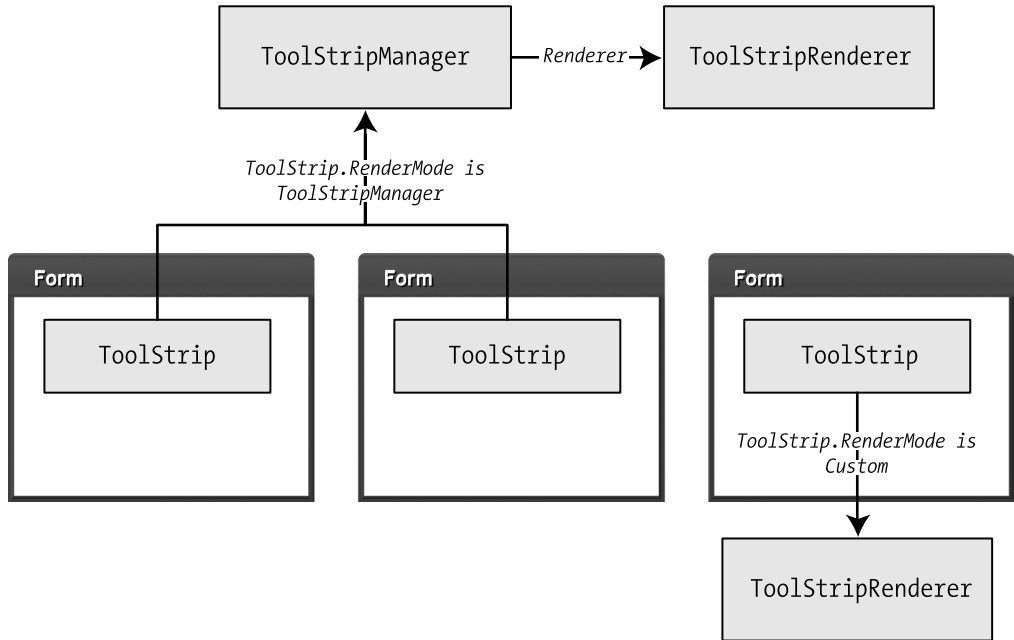 ToolStripManager
Renderer
ToolStripRenderer
ToolStrip.RenderMode is
ToolStripManager
Form
Form
Form
ToolStrip
ToolStrip
ToolStrip
ToolStrip.RenderMode is
Custom
ToolStripRenderer